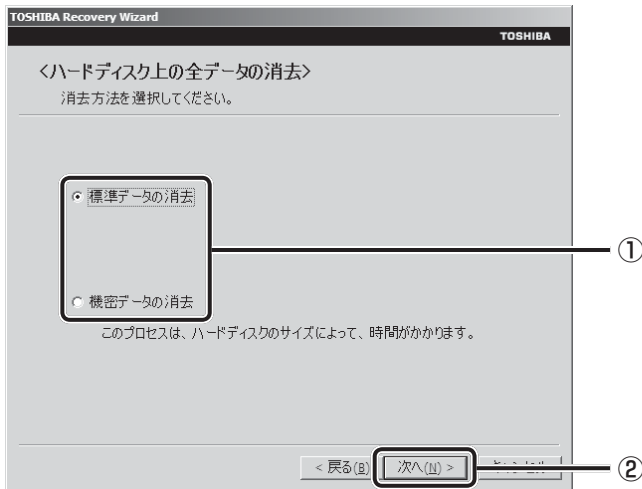 TOSHIBA Recovery Wizard
TOSHIBA
<ハードディスク上の全データの消去>
消去方法を選択してください。
標準データの消去
①
機密データの消去
このプロセスは、ハードディスクのサイズによって、時間がかかります。
< 戻る(B) 次へ(N) >
②